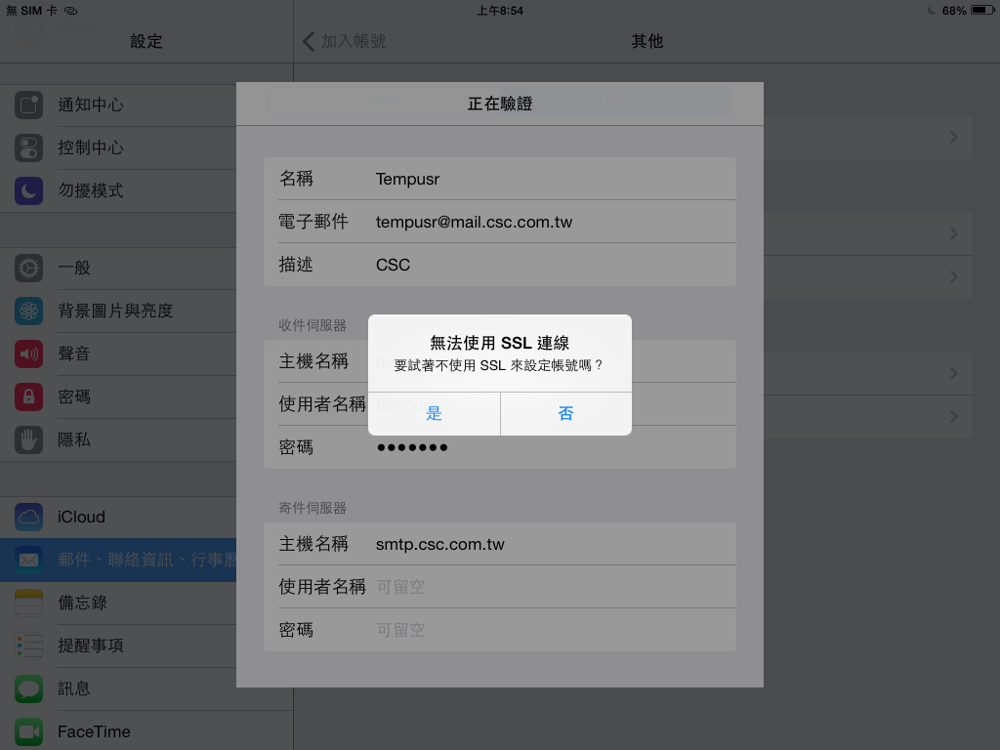 無 SIM 卡
上午8:54
68%
設定
加入帳號
其他
通知中心
控制中心
勿擾模式
一般
背景圖片與亮度
聲音
密碼
隱私
iCloud
郵件、聯絡資訊、行事曆
備忘錄
提醒事項
訊息
FaceTime
正在驗證
名稱 Tempusr
電子郵件 tempusr@mail.csc.com.tw
描述 CSC
收件伺服器
主機名稱
使用者名稱
密碼 ●●●●●●●
無法使用 SSL 連線
要試著不使用 SSL 來設定帳號嗎？
是 否
寄件伺服器
主機名稱 smtp.csc.com.tw
使用者名稱 可留空
密碼 可留空